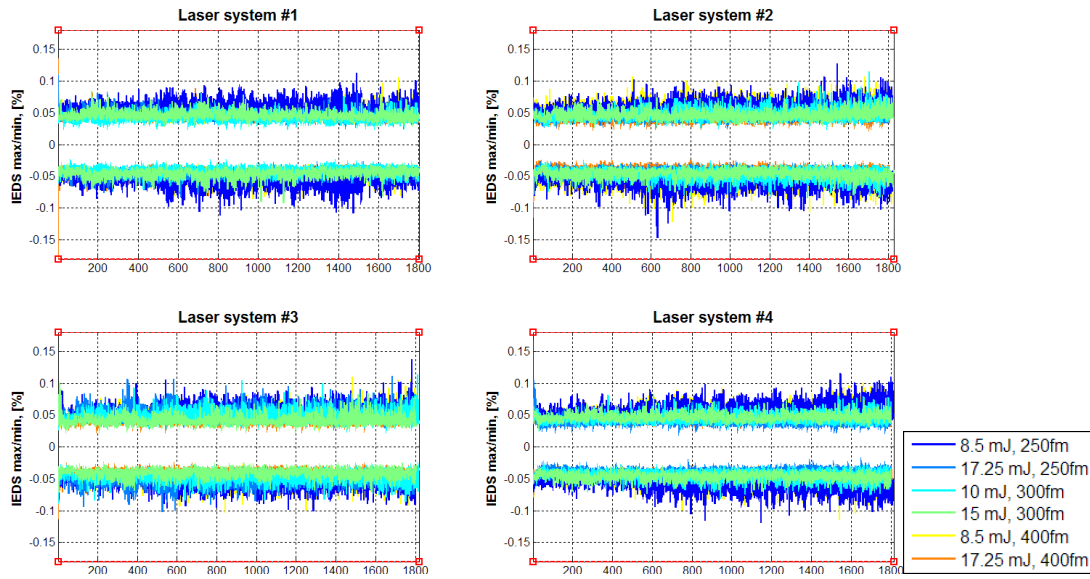 Laser system #1
IEDS max/min, [%]
0.15
0.1
0.05
0
-0.05
-0.1
-0.15
200 400 600 800 1000 1200 1400 1600 1800
Laser system #2
IEDS max/min, [%]
0.15
0.1
0.05
0
-0.05
-0.1
-0.15
200 400 600 800 1000 1200 1400 1600 1800
Laser system #3
IEDS max/min, [%]
0.15
0.1
0.05
0
-0.05
-0.1
-0.15
200 400 600 800 1000 1200 1400 1600 1800
Laser system #4
IEDS max/min, [%]
0.15
0.1
0.05
0
-0.05
-0.1
-0.15
200 400 600 800 1000 1200 1400 1600 1800
8.5 mJ, 250fm
17.25 mJ, 250fm
10 mJ, 300fm
15 mJ, 300fm
8.5 mJ, 400fm
17.25 mJ, 400fm